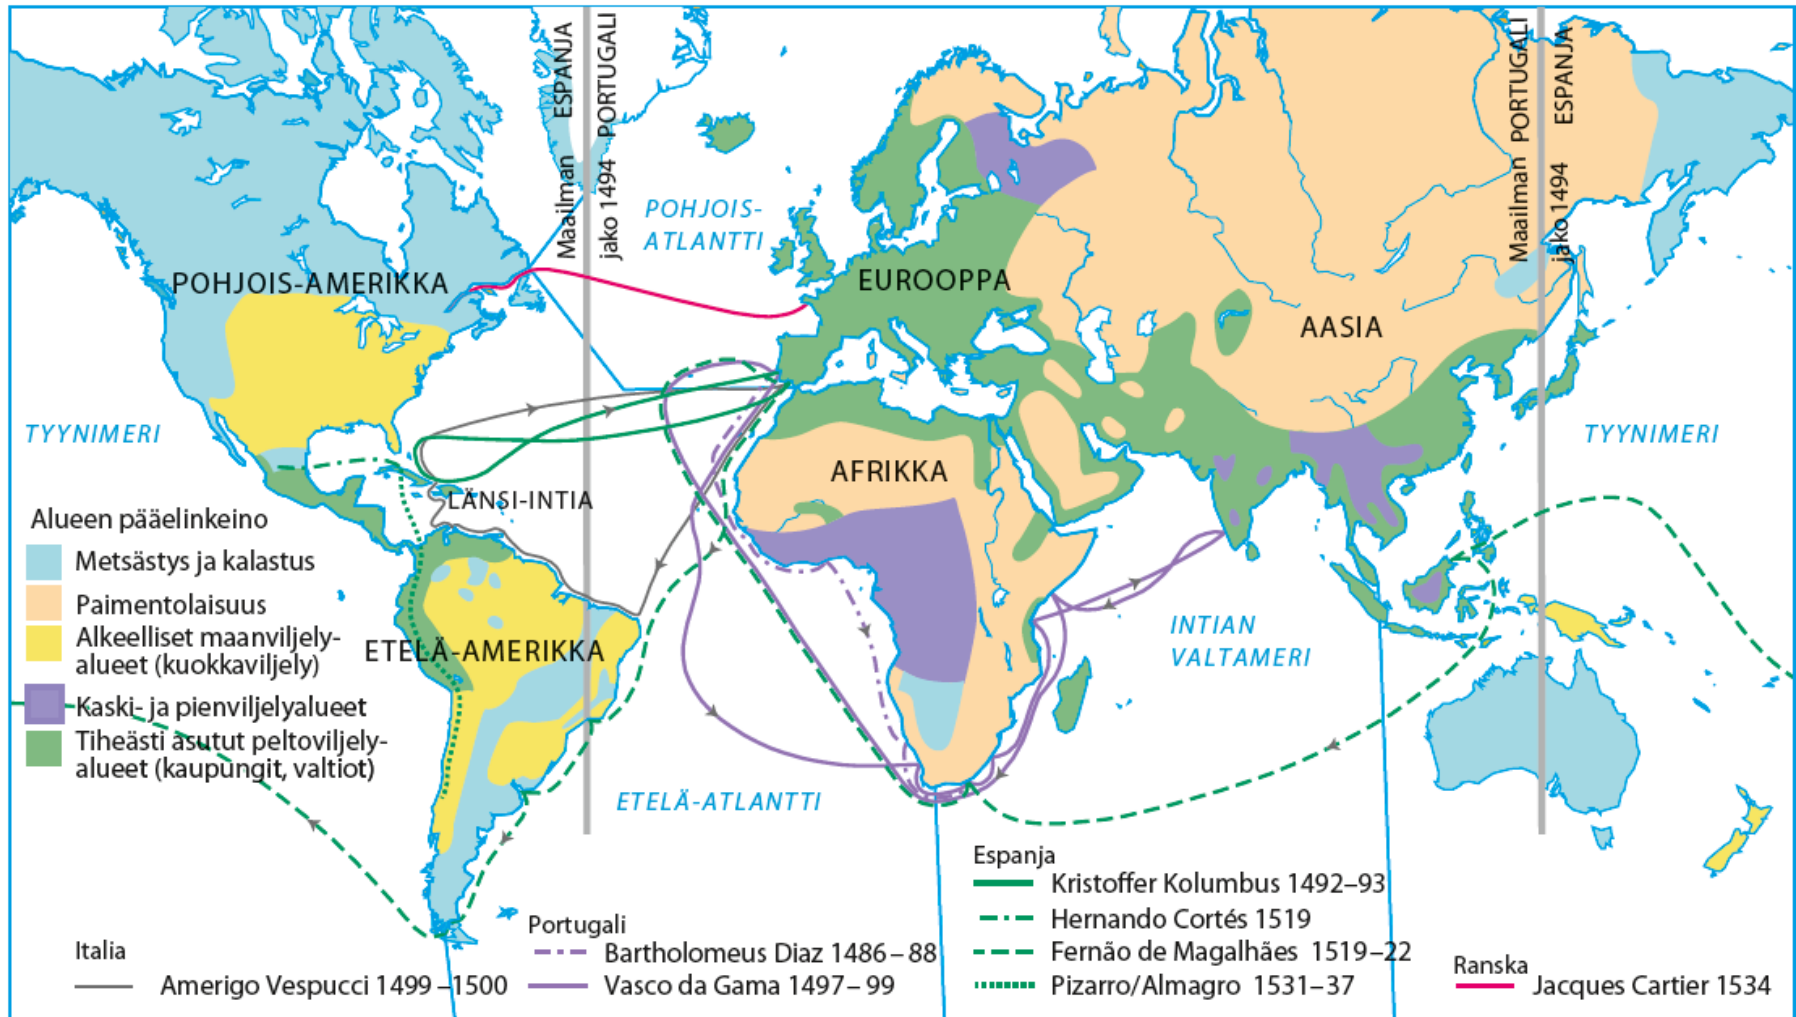 Maailman ESPANJA
jako 1494 PORTUGALI
Maailman PORTUGALI
jako 1494 ESPANJA
POHJOIS-
ATLANTTI
POHJOIS-AMERIKKA
EUROOPPA
AASIA
TYYNIMERI
TYYNIMERI
AFRIKKA
LÄNSI-INTIA
ETELÄ-AMERIKKA
INTIAN
VALTAMERI
ETELÄ-ATLANTTI
Alueen pääelinkeino
Metsästys ja kalastus
Paimentolaisuus
Alkeelliset maanviljely-
alueet (kuokkaviljely)
Kaski- ja pienviljelyalueet
Tiheästi asutut peltoviljely-
alueet (kaupungit, valtiot)
Italia
Amerigo Vespucci 1499–1500
Portugali
Bartholomeus Diaz 1486–88
Vasco da Gama 1497–99
Espanja
Kristoffer Kolumbus 1492–93
Hernando Cortés 1519
Fernão de Magalhães 1519–22
Pizarro/Almagro 1531–37
Ranska
Jacques Cartier 1534